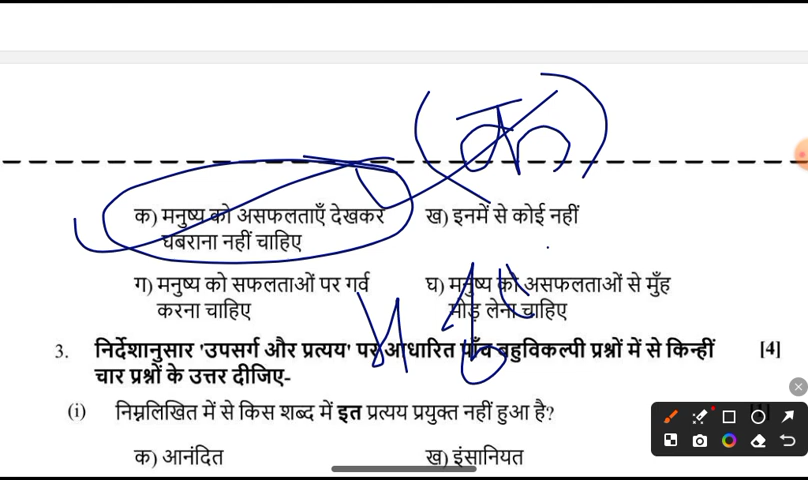 (क)
क) मनुष्य को असफलताएँ देखकर घबराना नहीं चाहिए
ख) इनमें से कोई नहीं
ग) मनुष्य को सफलताओं पर गर्व करना चाहिए
घ) मनुष्य को असफलताओं से मुँह मोड़ लेना चाहिए
3. निर्देशानुसार 'उपसर्ग और प्रत्यय' पर आधारित पाँच बहुविकल्पी प्रश्नों में से किन्हीं [4]
चार प्रश्नों के उत्तर दीजिए-
(i) निम्नलिखित में से किस शब्द में इत प्रत्यय प्रयुक्त नहीं हुआ है?
क) आनंदित
ख) इंसानियत